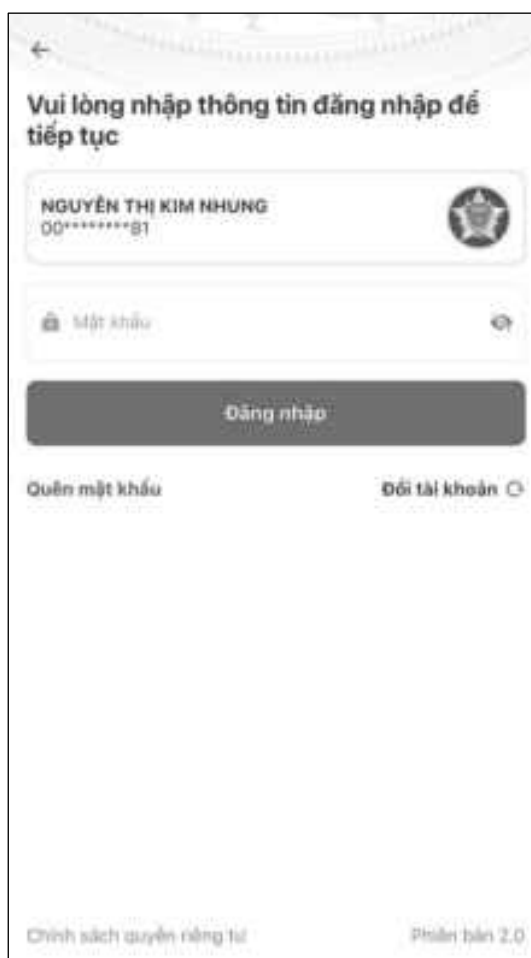 Vui lòng nhập thông tin đăng nhập để
tiếp tục
NGUYỄN THỊ KIM NHUNG
00********81
Mật khẩu
Đăng nhập
Quên mật khẩu
Đổi tài khoản
Chính sách quyền riêng tư
Phiên bản 2.0